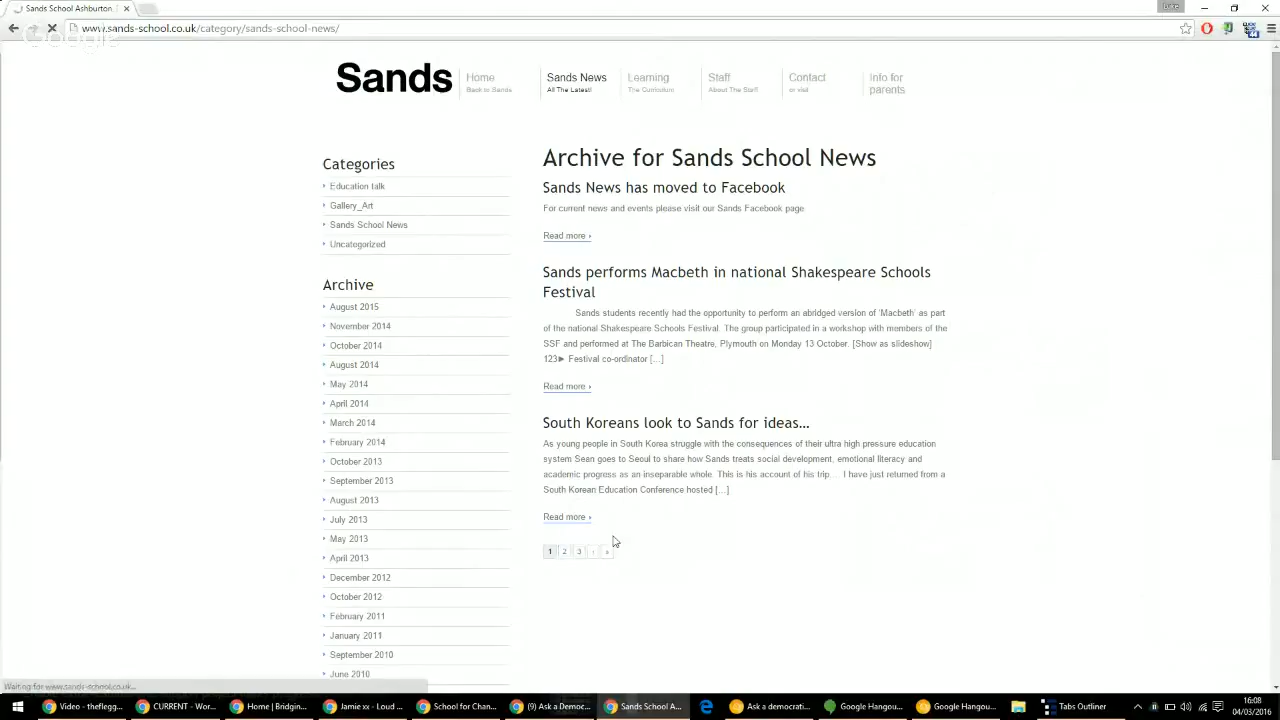 Sands School Ashburton,
Luke
www.sands-school.co.uk/category/sands-school-news/
Google
Sands
Home
Back to Sands
Sands News
All The Latest!
Learning
The Curriculum
Staff
About The Staff
Contact
or visit
Info for
parents
Categories
Education talk
Gallery_Art
Sands School News
Uncategorized
Archive
August 2015
November 2014
October 2014
August 2014
May 2014
April 2014
March 2014
February 2014
October 2013
September 2013
August 2013
July 2013
May 2013
April 2013
December 2012
October 2012
February 2011
January 2011
September 2010
June 2010
Archive for Sands School News
Sands News has moved to Facebook
For current news and events please visit our Sands Facebook page
Read more ›
Sands performs Macbeth in national Shakespeare Schools
Festival
Sands students recently had the opportunity to perform an abridged version of 'Macbeth' as part
of the national Shakespeare Schools Festival. The group participated in a workshop with members of the
SSF and performed at The Barbican Theatre, Plymouth on Monday 13 October. [Show as slideshow]
123► Festival co-ordinator [...]
Read more ›
South Koreans look to Sands for ideas...
As young people in South Korea struggle with the consequences of their ultra high pressure education
system Sean goes to Seoul to share how Sands treats social development, emotional literacy and
academic progress as an inseparable whole. This is his account of his trip.... I have just returned from a
South Korean Education Conference hosted [...]
Read more ›
1 2 3 › »
Waiting for www.sands-school.co.uk...
Video - theflegg...
CURRENT - Wor...
Home | Bridgin...
Jamie xx - Loud ...
School for Chan...
(9) Ask a Democ...
Sands School A...
Ask a democrati...
Google Hangou...
Google Hangou...
Tabs Outliner
16:08
04/03/2016